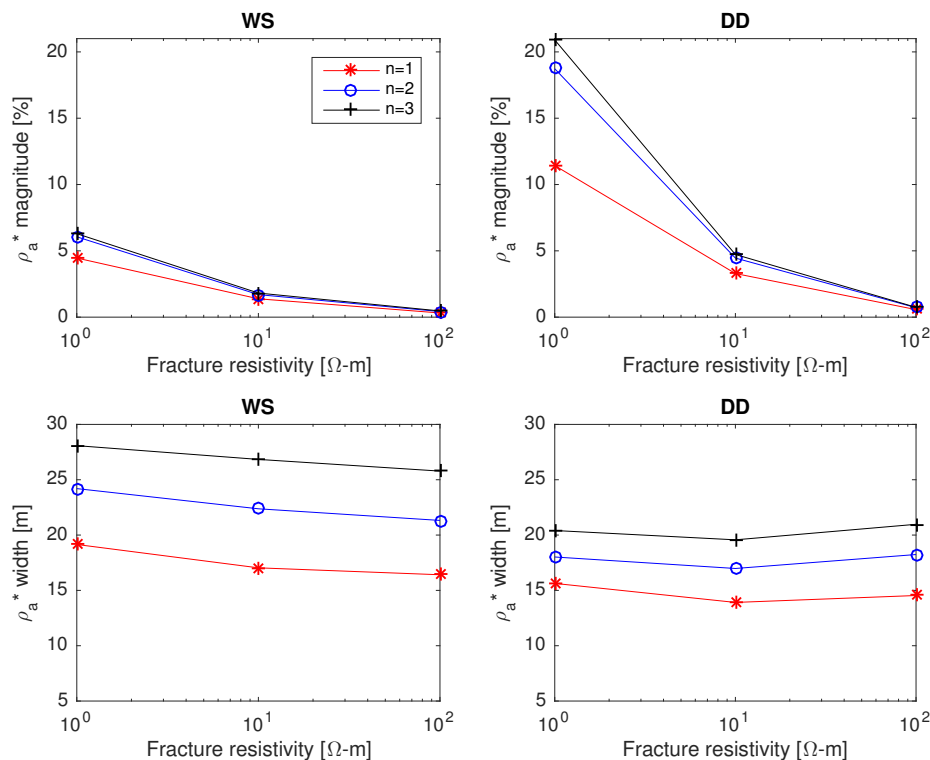 WS
20
15
10
5
0
ρa* magnitude [%]
10^0
10^1
10^2
Fracture resistivity [Ω-m]
n=1
n=2
n=3
DD
20
15
10
5
0
ρa* magnitude [%]
10^0
10^1
10^2
Fracture resistivity [Ω-m]
WS
30
25
20
15
10
5
ρa* width [m]
10^0
10^1
10^2
Fracture resistivity [Ω-m]
DD
30
25
20
15
10
5
ρa* width [m]
10^0
10^1
10^2
Fracture resistivity [Ω-m]